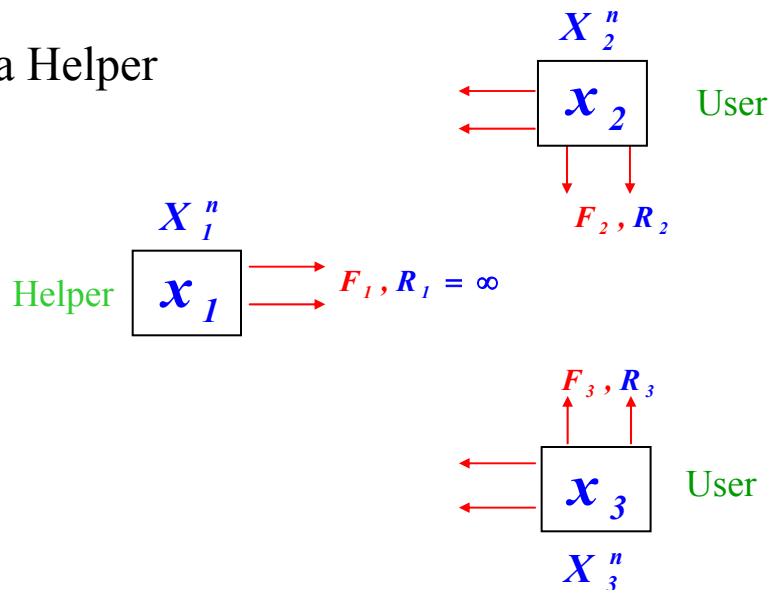 a Helper
X₂ⁿ
x₂
User
F₂ , R₂
X₁ⁿ
Helper
x₁
F₁ , R₁ = ∞
F₃ , R₃
x₃
User
X₃ⁿ